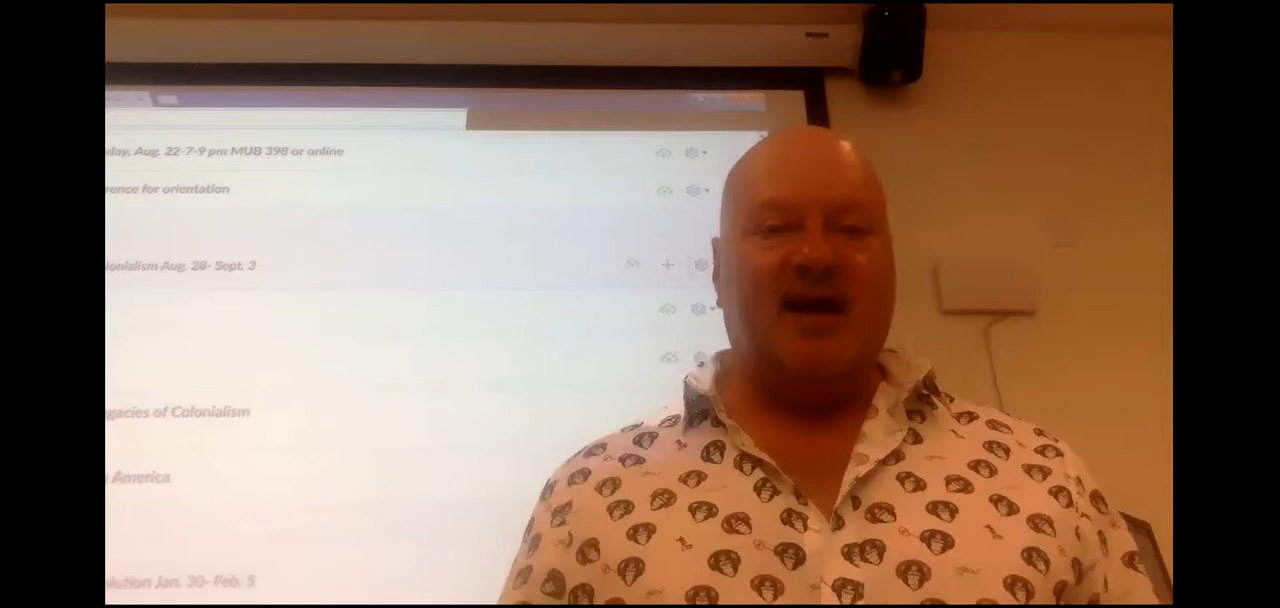 day, Aug. 22-7-9 pm MUB 398 or online
rence for orientation
lonialism Aug. 28- Sept. 3
gacies of Colonialism
America
lution Jan. 30- Feb. 5